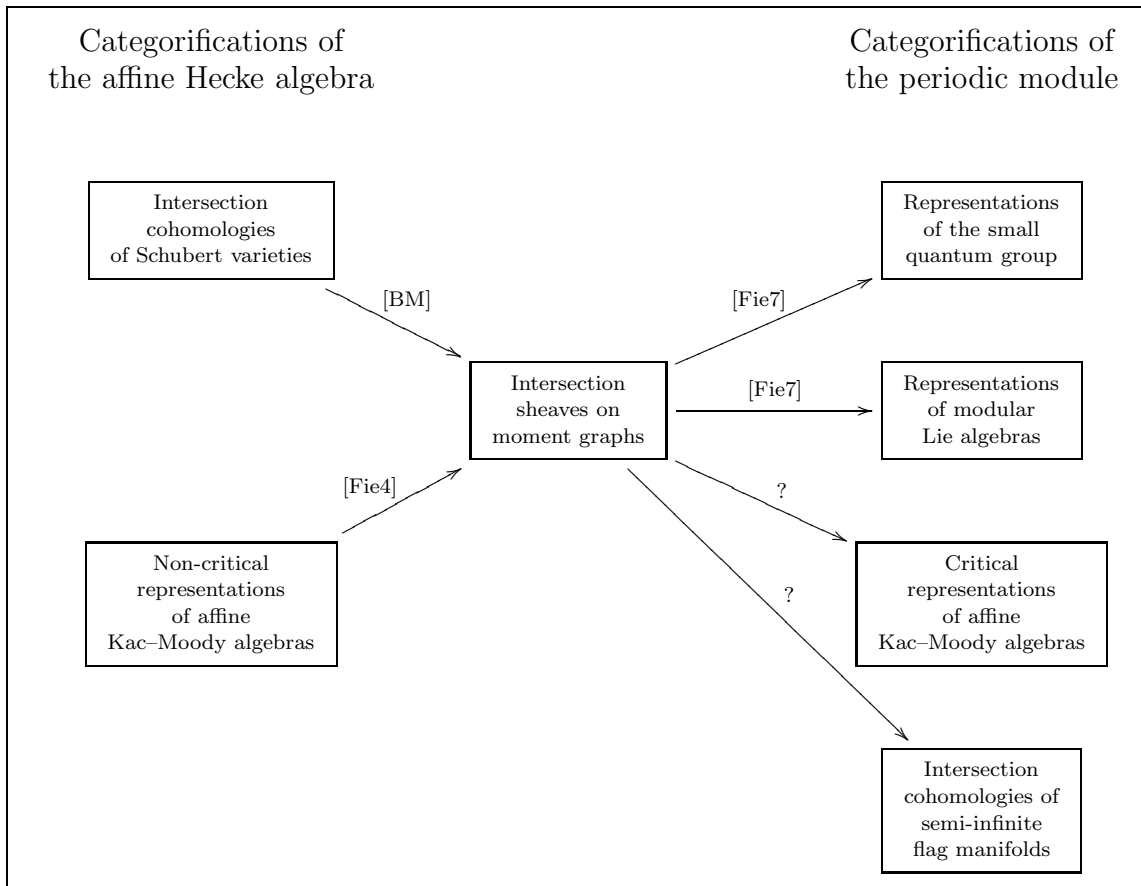 Categorifications of
the affine Hecke algebra
Categorifications of
the periodic module
Intersection
cohomologies
of Schubert varieties
Representations
of the small
quantum group
[BM]
[Fie7]
Intersection
sheaves on
moment graphs
[Fie7]
Representations
of modular
Lie algebras
[Fie4]
?
Non-critical
representations
of affine
Kac–Moody algebras
?
Critical
representations
of affine
Kac–Moody algebras
Intersection
cohomologies of
semi-infinite
flag manifolds